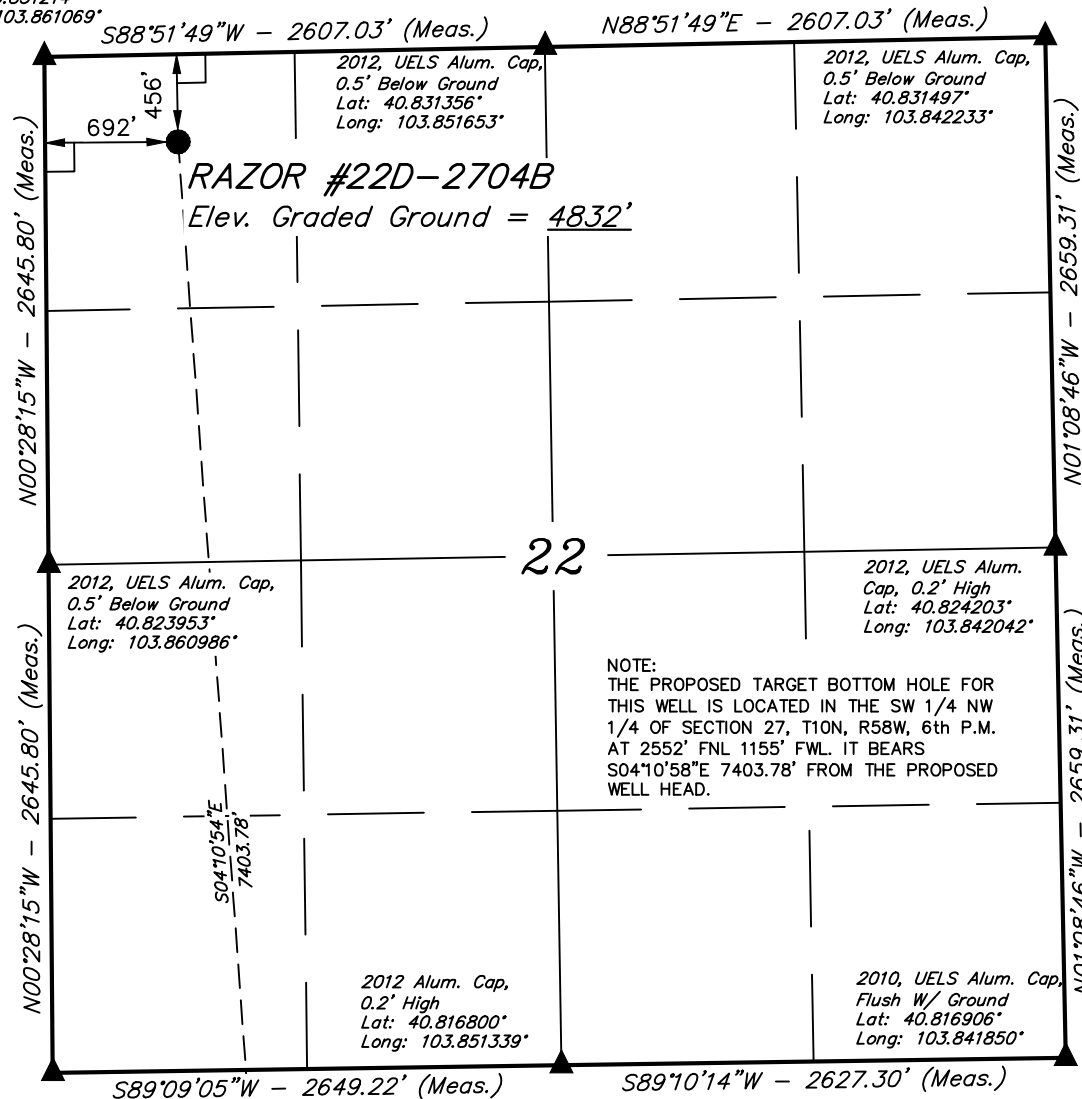 103.861069°
S88°51'49"W - 2607.03' (Meas.)
N88°51'49"E - 2607.03' (Meas.)
2012, UELS Alum. Cap,
0.5' Below Ground
Lat: 40.831356°
Long: 103.851653°
2012, UELS Alum. Cap,
0.5' Below Ground
Lat: 40.831497°
Long: 103.842233°
456'
692'
RAZOR #22D-2704B
Elev. Graded Ground = 4832'
N00°28'15"W - 2645.80' (Meas.)
N01°08'46"W - 2659.31' (Meas.)
22
2012, UELS Alum. Cap,
0.5' Below Ground
Lat: 40.823953°
Long: 103.860986°
2012, UELS Alum.
Cap, 0.2' High
Lat: 40.824203°
Long: 103.842042°
NOTE:
THE PROPOSED TARGET BOTTOM HOLE FOR
THIS WELL IS LOCATED IN THE SW 1/4 NW
1/4 OF SECTION 27, T10N, R58W, 6th P.M.
AT 2552' FNL 1155' FWL. IT BEARS
S04°10'58"E 7403.78' FROM THE PROPOSED
WELL HEAD.
N00°28'15"W - 2645.80' (Meas.)
N01°08'46"W - 2659.31' (Meas.)
S04°10'54"E
7403.78'
2012 Alum. Cap,
0.2' High
Lat: 40.816800°
Long: 103.851339°
2010, UELS Alum. Cap,
Flush W/ Ground
Lat: 40.816906°
Long: 103.841850°
S89°09'05"W - 2649.22' (Meas.)
S89°10'14"W - 2627.30' (Meas.)